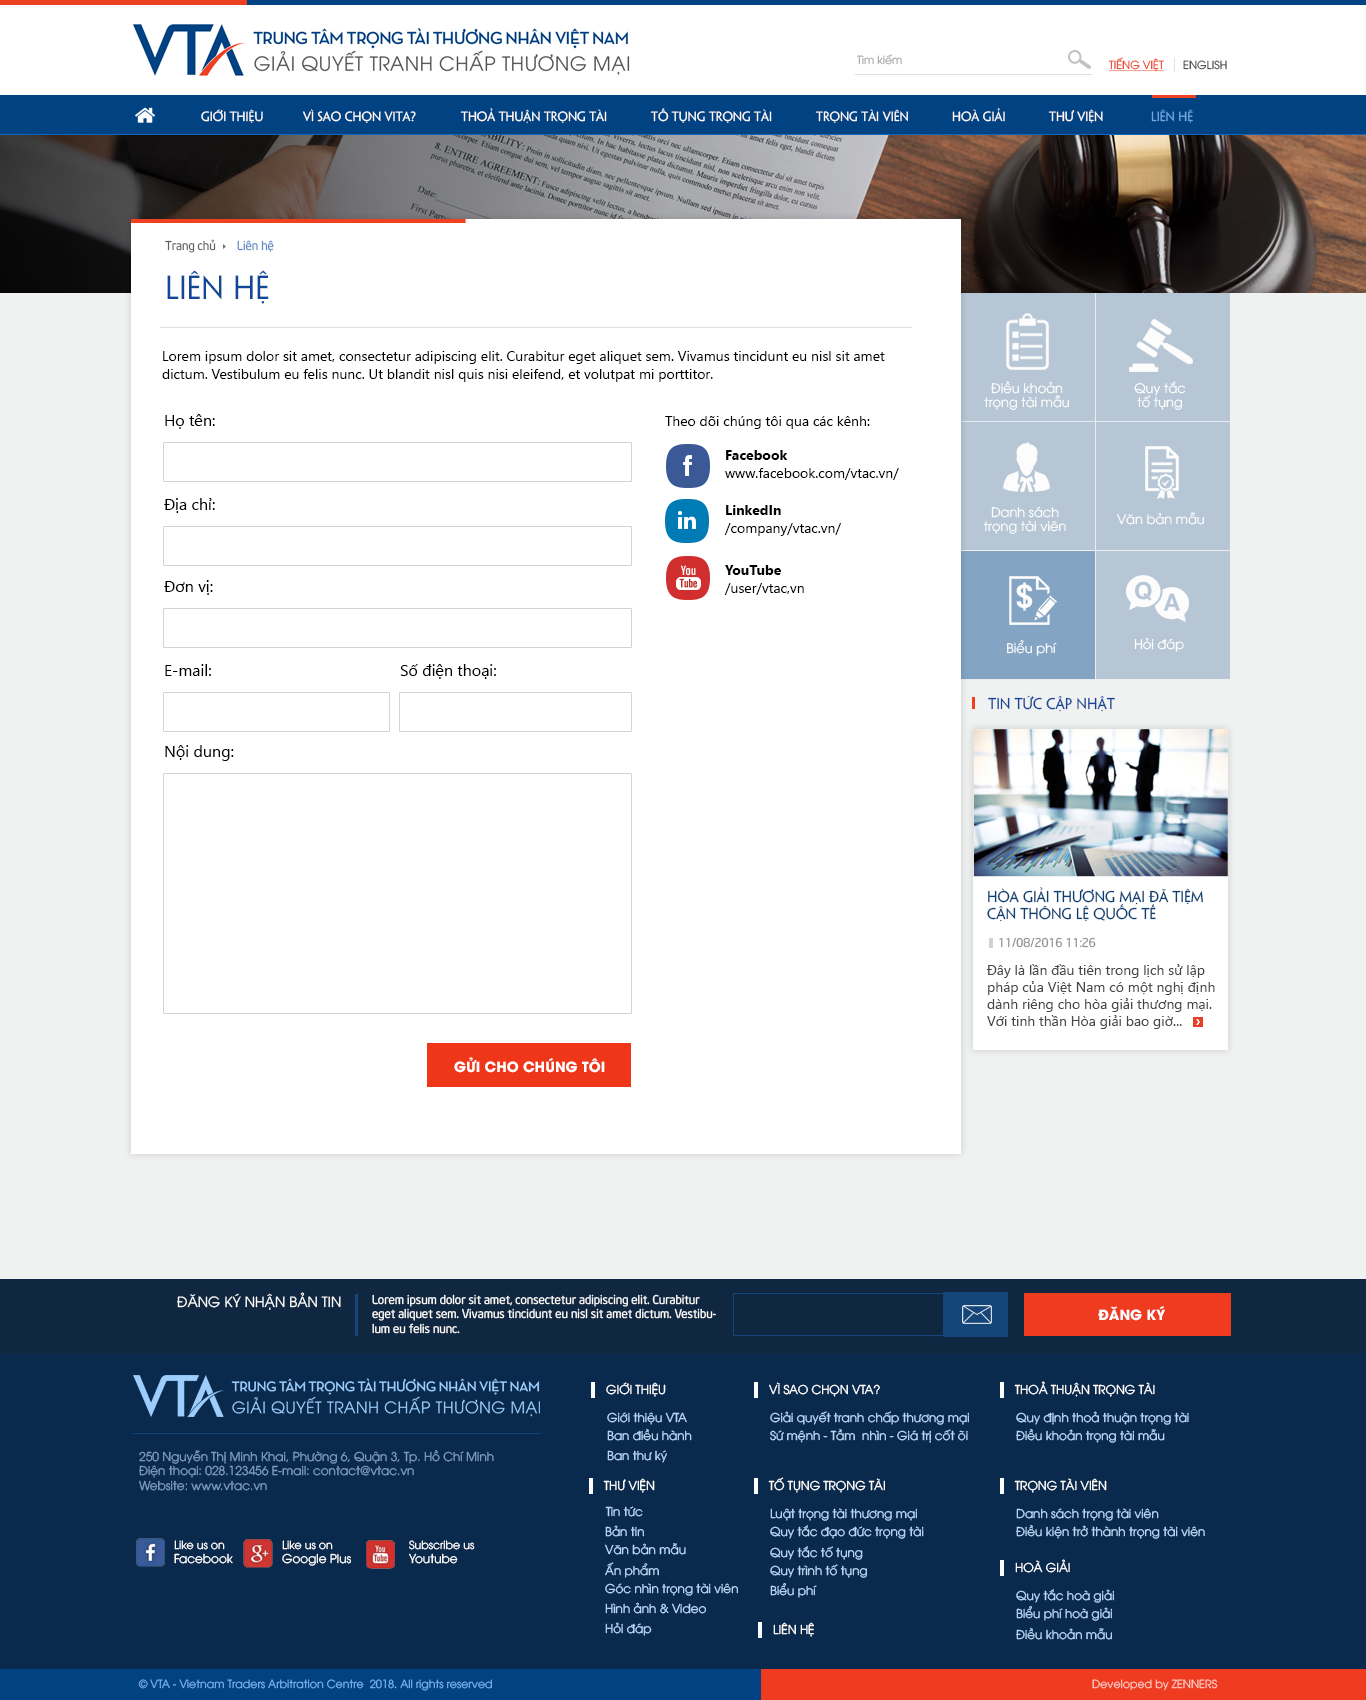 VTA
TRUNG TÂM TRỌNG TÀI THƯƠNG NHÂN VIỆT NAM
GIẢI QUYẾT TRANH CHẤP THƯƠNG MẠI
Tìm kiếm
TIẾNG VIỆT
ENGLISH
GIỚI THIỆU
VÌ SAO CHỌN VITA?
THOẢ THUẬN TRỌNG TÀI
TỐ TỤNG TRỌNG TÀI
TRỌNG TÀI VIÊN
HOÀ GIẢI
THƯ VIỆN
LIÊN HỆ
8. ENTIRE AGREEMENT:
Date:
First
Trang chủ
Liên hệ
LIÊN HỆ
Lorem ipsum dolor sit amet, consectetur adipiscing elit. Curabitur eget aliquet sem. Vivamus tincidunt eu nisl sit amet
dictum. Vestibulum eu felis nunc. Ut blandit nisl quis nisi eleifend, et volutpat mi porttitor.
Họ tên:
Địa chỉ:
Đơn vị:
E-mail:
Số điện thoại:
Nội dung:
GỬI CHO CHÚNG TÔI
Theo dõi chúng tôi qua các kênh:
Facebook
www.facebook.com/vtac.vn/
in
LinkedIn
/company/vtac.vn/
You
Tube
YouTube
/user/vtac,vn
Điều khoản
trọng tài mẫu
Quy tắc
tố tụng
Danh sách
trọng tài viên
Văn bản mẫu
$
Biểu phí
Q
A
Hỏi đáp
TIN TỨC CẬP NHẬT
HÒA GIẢI THƯƠNG MẠI ĐÃ TIỆM
CẬN THÔNG LỆ QUỐC TẾ
11/08/2016 11:26
Đây là lần đầu tiên trong lịch sử lập
pháp của Việt Nam có một nghị định
dành riêng cho hòa giải thương mại.
Với tinh thần Hòa giải bao giờ...
ĐĂNG KÝ NHẬN BẢN TIN
Lorem ipsum dolor sit amet, consectetur adipiscing elit. Curabitur
eget aliquet sem. Vivamus tincidunt eu nisl sit amet dictum. Vestibu-
lum eu felis nunc.
ĐĂNG KÝ
VTA
TRUNG TÂM TRỌNG TÀI THƯƠNG NHÂN VIỆT NAM
GIẢI QUYẾT TRANH CHẤP THƯƠNG MẠI
250 Nguyễn Thị Minh Khai, Phường 6, Quận 3, Tp. Hồ Chí Minh
Điện thoại: 028.123456 E-mail: contact@vtac.vn
Website: www.vtac.vn
f
Like us on
Facebook
g+
Like us on
Google Plus
You
Tube
Subscribe us
Youtube
GIỚI THIỆU
Giới thiệu VTA
Ban điều hành
Ban thư ký
THƯ VIỆN
Tin tức
Bản tin
Văn bản mẫu
Ấn phẩm
Góc nhìn trọng tài viên
Hình ảnh & Video
Hỏi đáp
VÌ SAO CHỌN VTA?
Giải quyết tranh chấp thương mại
Sứ mệnh - Tầm nhìn - Giá trị cốt õi
TỐ TỤNG TRỌNG TÀI
Luật trọng tài thương mại
Quy tắc đạo đức trọng tài
Quy tắc tố tụng
Quy trình tố tụng
Biểu phí
LIÊN HỆ
THOẢ THUẬN TRỌNG TÀI
Quy định thoả thuận trọng tài
Điều khoản trọng tài mẫu
TRỌNG TÀI VIÊN
Danh sách trọng tài viên
Điều kiện trở thành trọng tài viên
HOÀ GIẢI
Quy tắc hoà giải
Biểu phí hoà giải
Điều khoản mẫu
© VTA - Vietnam Traders Arbitration Centre 2018. All rights reserved
Developed by ZENNERS